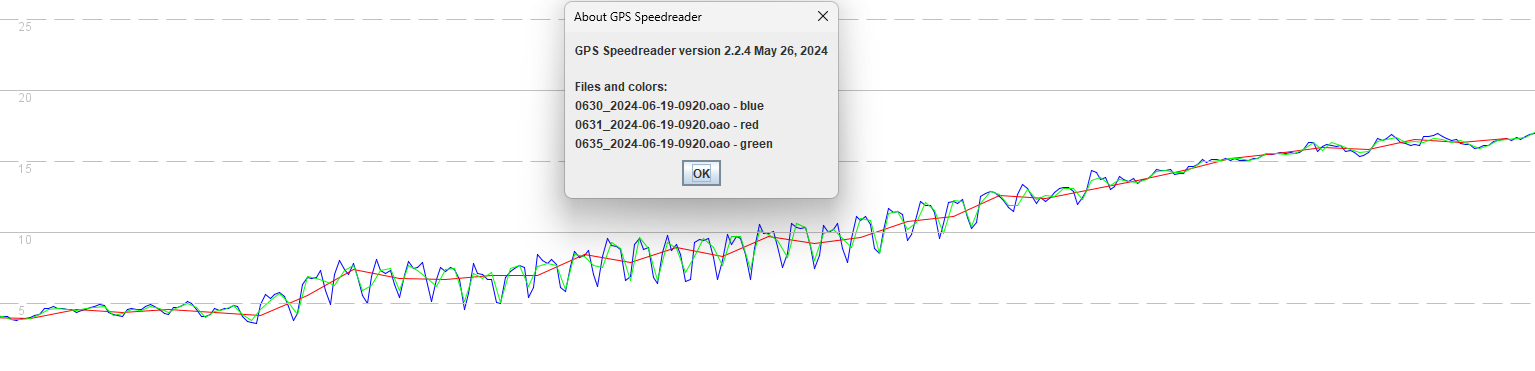 About GPS Speedreader
25
GPS Speedreader version 2.2.4 May 26, 2024
Files and colors:
20
0630_2024-06-19-0920.oao - blue
0631_2024-06-19-0920.oao - red
0635_2024-06-19-0920.oao - green
15
OK
10
5